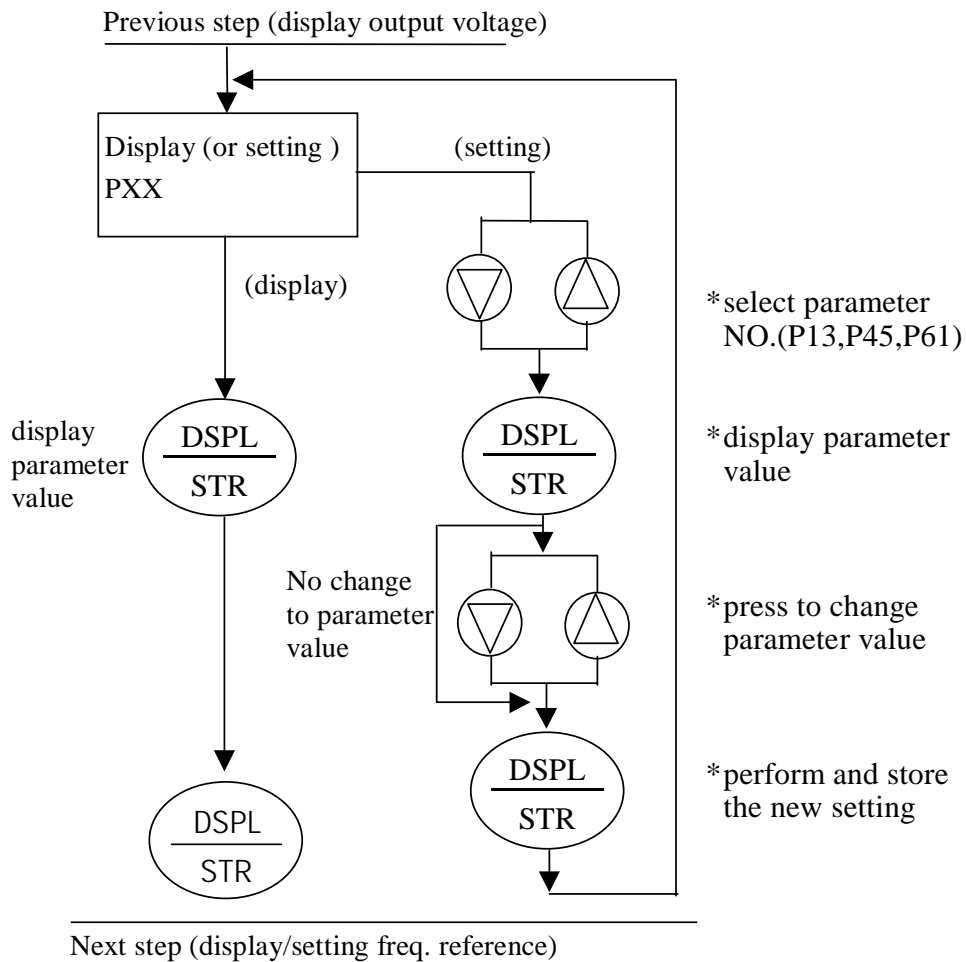 Previous step (display output voltage)
Display (or setting )
PXX
(setting)
(display)
*select parameter
NO.(P13,P45,P61)
display
parameter
value
DSPL
STR
DSPL
STR
*display parameter
value
No change
to parameter
value
*press to change
parameter value
DSPL
STR
DSPL
STR
*perform and store
the new setting
Next step (display/setting freq. reference)